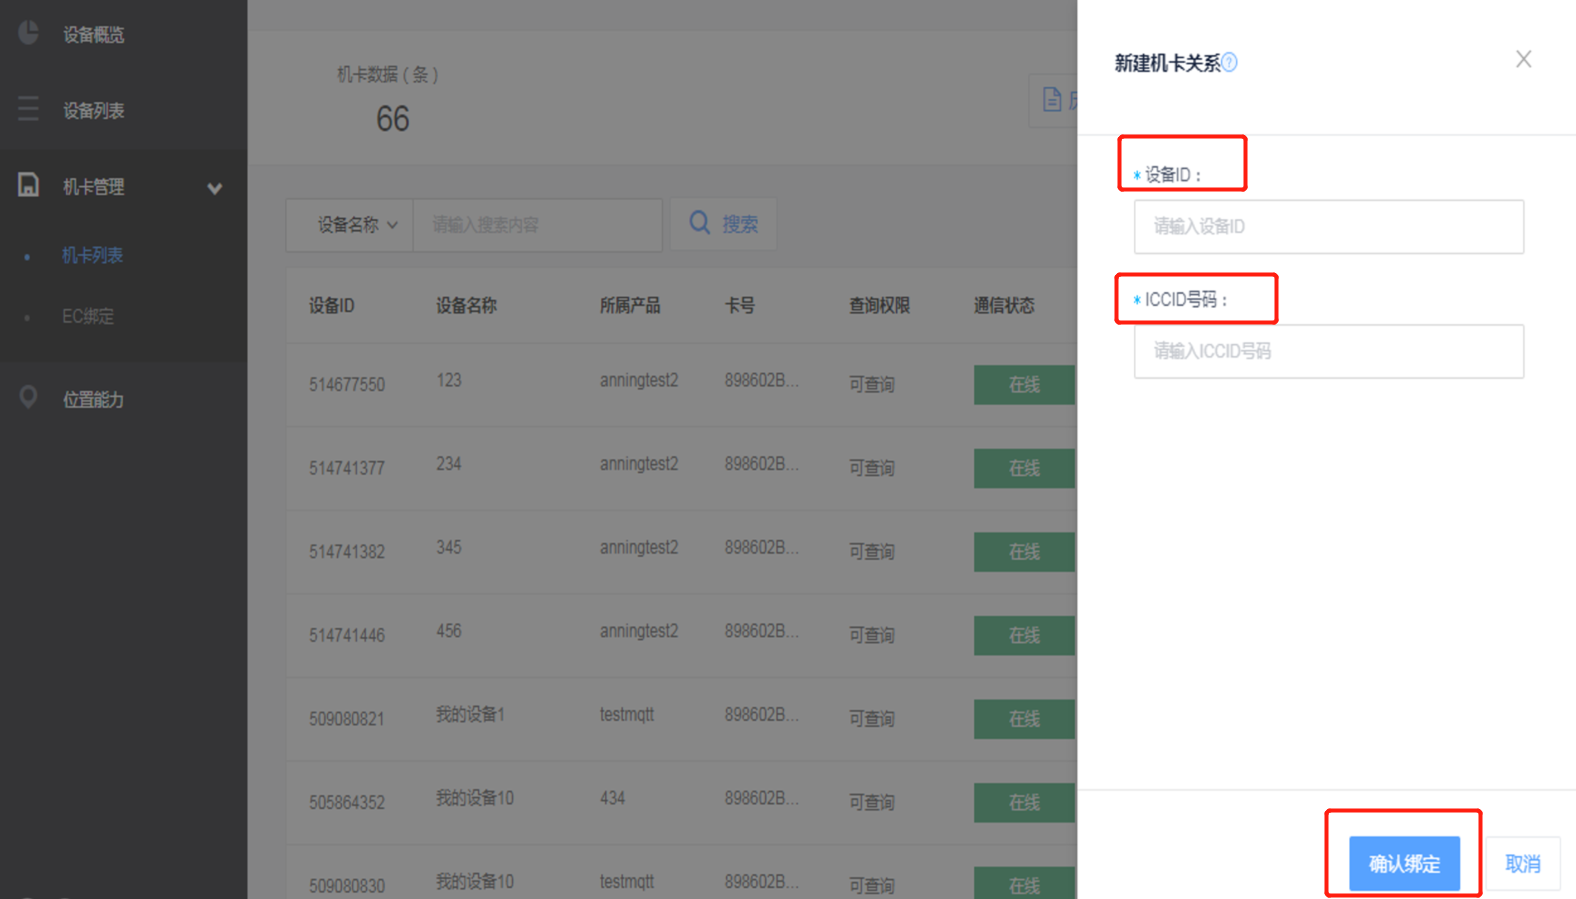 设备概览
设备列表
机卡管理
机卡列表
EC绑定
位置能力
机卡数据 ( 条 )
66
设备名称
请输入搜索内容
搜索
设备ID 设备名称 所属产品 卡号 查询权限 通信状态
514677550 123 anningtest2 898602B... 可查询 在线
514741377 234 anningtest2 898602B... 可查询 在线
514741382 345 anningtest2 898602B... 可查询 在线
514741446 456 anningtest2 898602B... 可查询 在线
509080821 我的设备1 testmqtt 898602B... 可查询 在线
505864352 我的设备10 434 898602B... 可查询 在线
509080830 我的设备10 testmqtt 898602B... 可查询 在线
新建机卡关系?
* 设备ID：
请输入设备ID
* ICCID号码：
请输入ICCID号码
确认绑定
取消